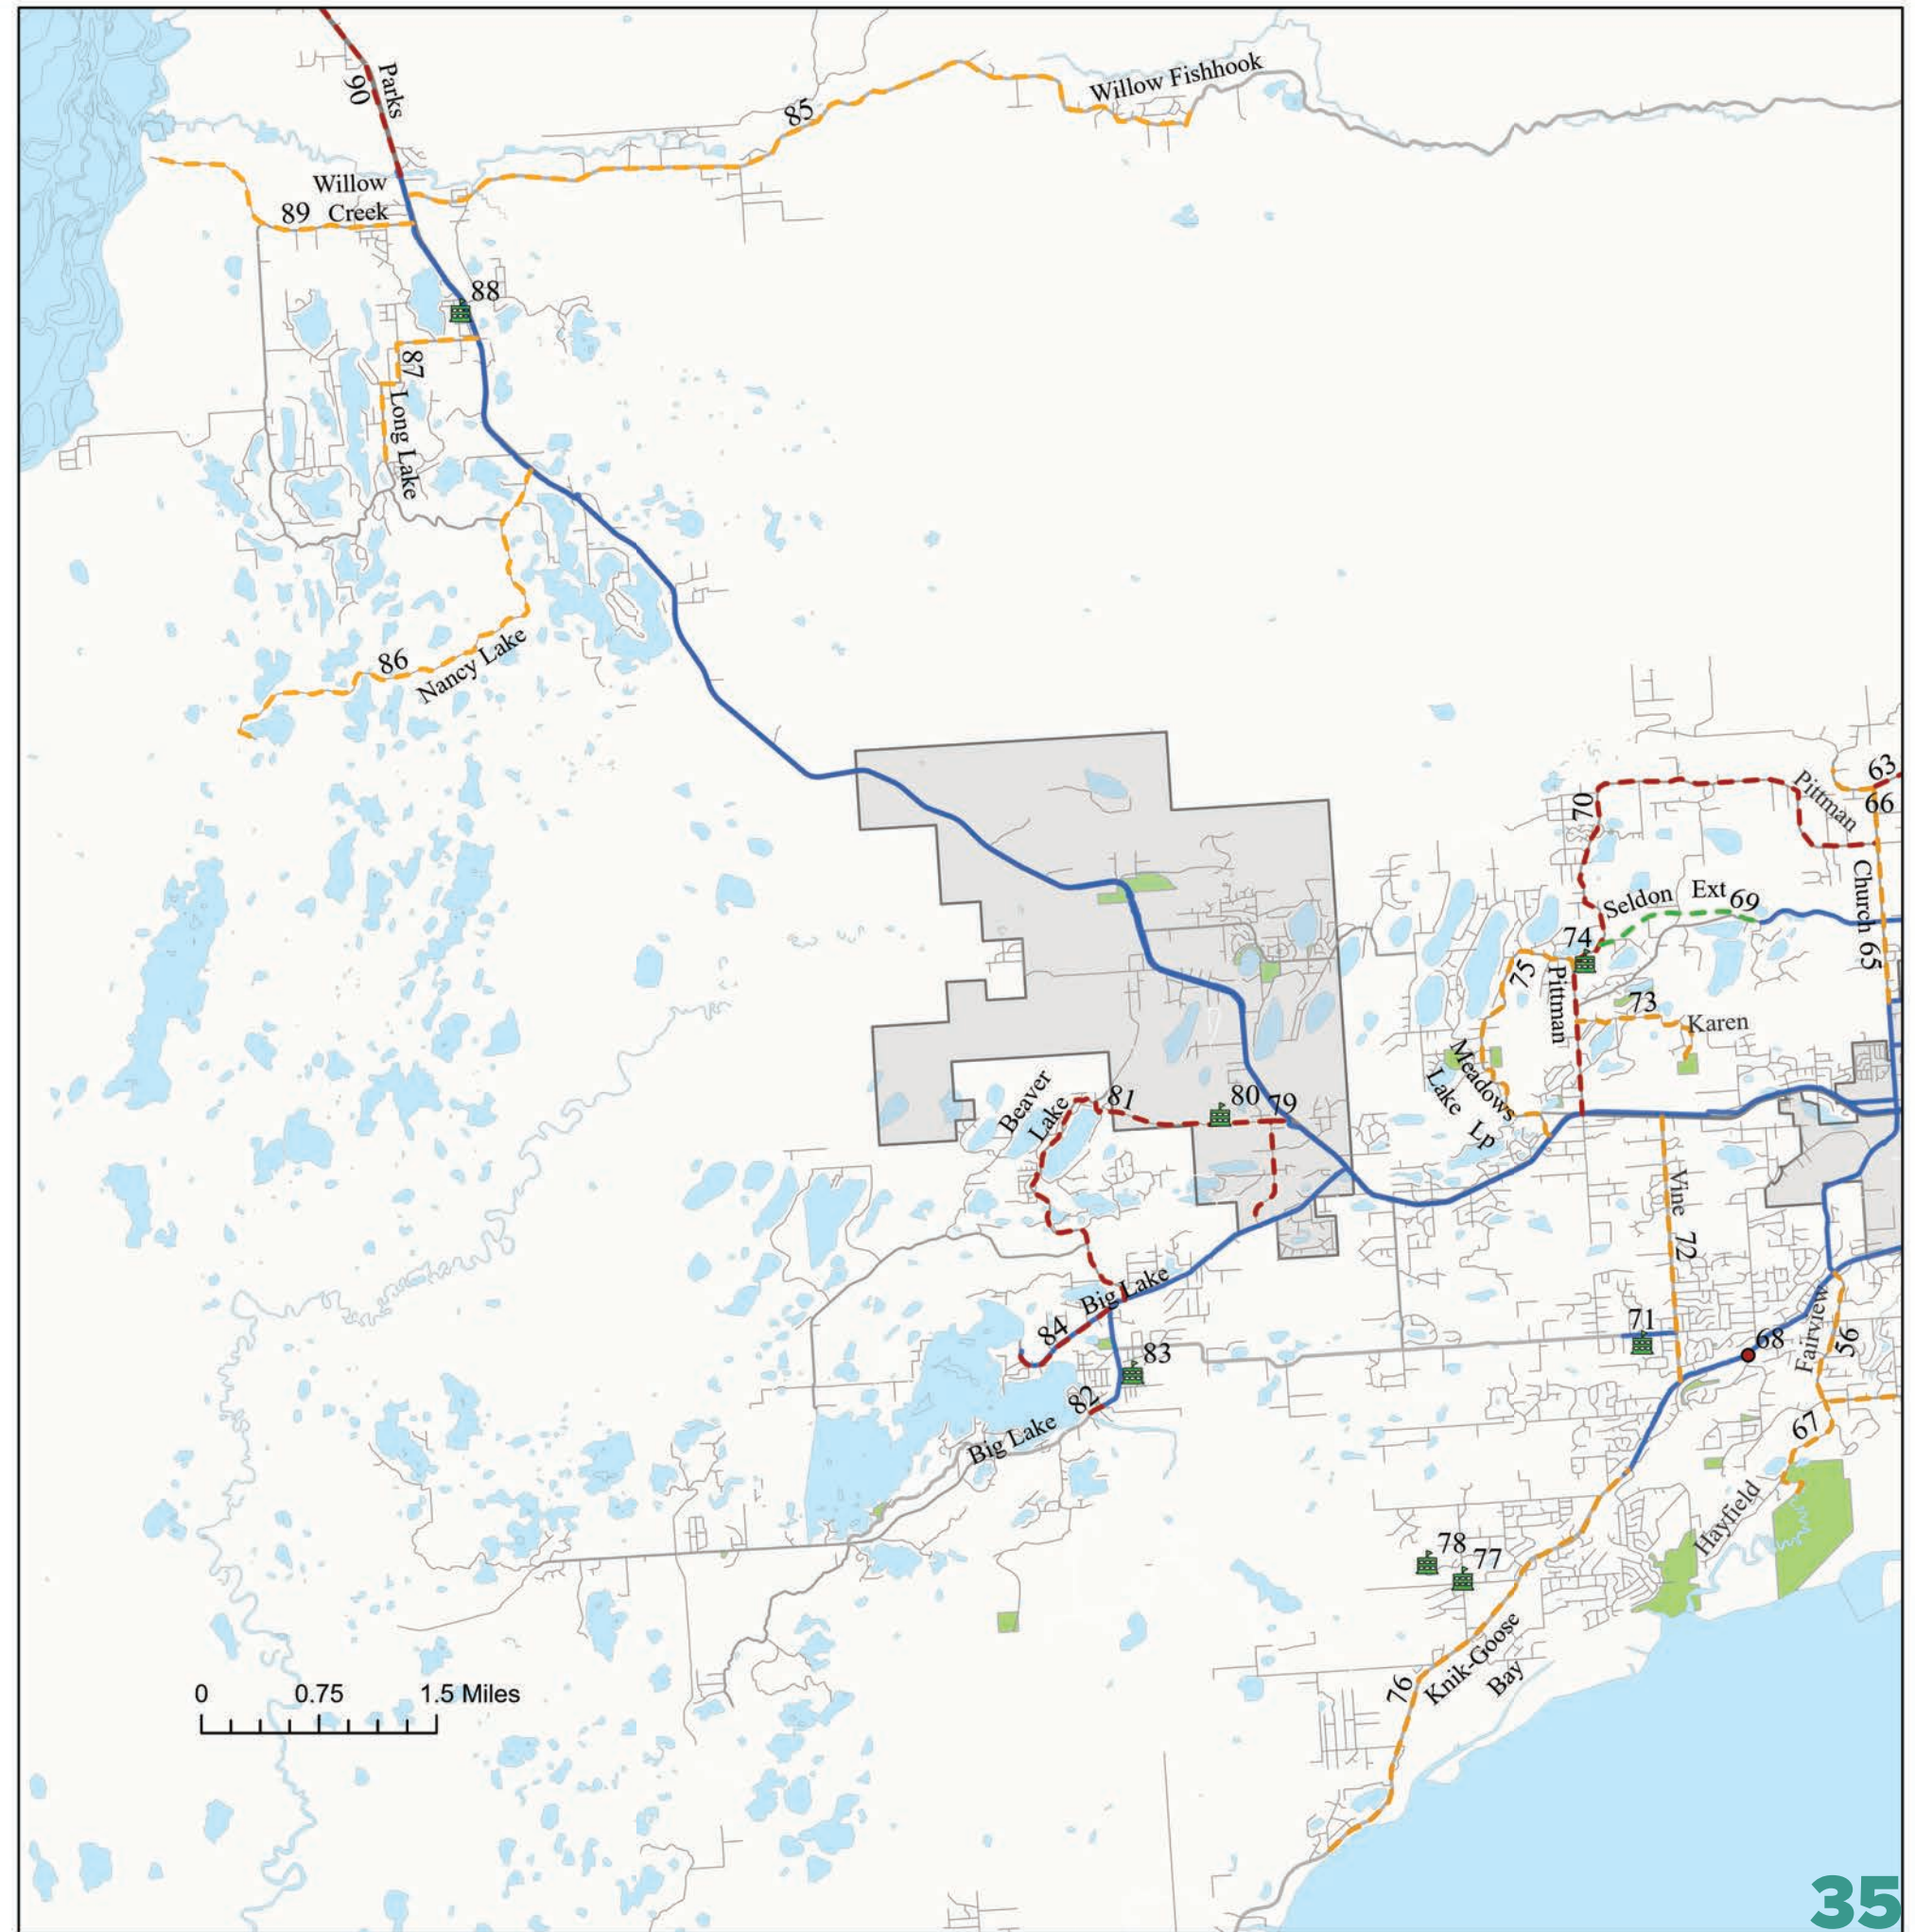 Parks
90
Willow Fishhook
85
Willow
89 Creek
88
87
Long Lake
86
Nancy Lake
63
Pittman
66
70
Seldon Ext 69
Church 65
74
75
Pittman
73
Karen
Meadows
Lake
Lp
Beaver
Lake
81
80
79
Vine
72
Big Lake
84
71
68
Fairview
56
83
82
Big Lake
67
Hayfield
78
77
Knik-Goose
Bay
76
0 0.75 1.5 Miles
35